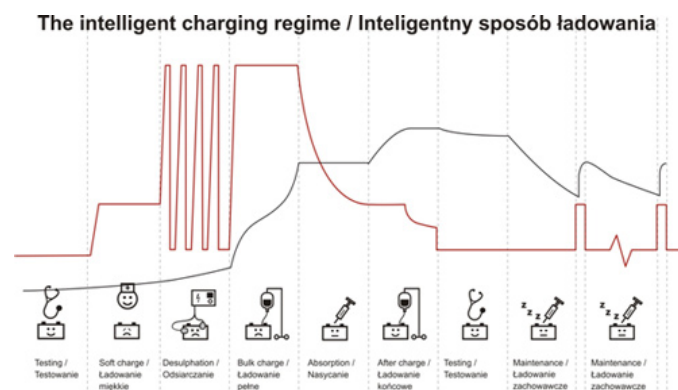 The intelligent charging regime / Inteligentny sposób ładowania
z z z
z z z
Testing /
Testowanie
Soft charge /
Ładowanie
miękkie
Desulphation /
Odsiarczanie
Bulk charge /
Ładowanie
pełne
Absorption /
Nasycanie
After charge /
Ładowanie
końcowe
Testing /
Testowanie
Maintenance /
Ładowanie
zachowawcze
Maintenance /
Ładowanie
zachowawcze